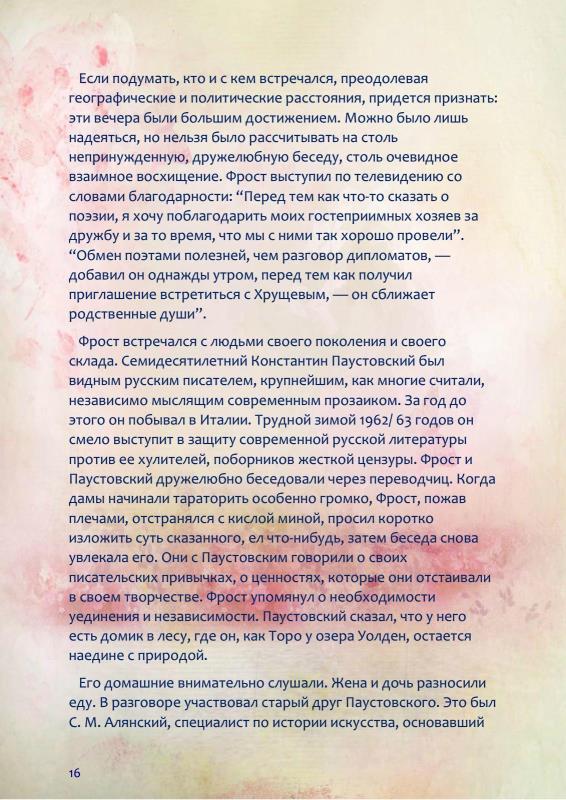 Если подумать, кто и с кем встречался, преодолевая
географические и политические расстояния, придется признать:
эти вечера были большим достижением. Можно было лишь
надеяться, но нельзя было рассчитывать на столь
непринужденную, дружелюбную беседу, столь очевидное
взаимное восхищение. Фрост выступил по телевидению со
словами благодарности: “Перед тем как что-то сказать о
поэзии, я хочу поблагодарить моих гостеприимных хозяев за
дружбу и за то время, что мы с ними так хорошо провели”.
“Обмен поэтами полезней, чем разговор дипломатов, —
добавил он однажды утром, перед тем как получил
приглашение встретиться с Хрущевым, — он сближает
родственные души”.
Фрост встречался с людьми своего поколения и своего
склада. Семидесятилетний Константин Паустовский был
видным русским писателем, крупнейшим, как многие считали,
независимо мыслящим современным прозаиком. За год до
этого он побывал в Италии. Трудной зимой 1962/ 63 годов он
смело выступит в защиту современной русской литературы
против ее хулителей, поборников жесткой цензуры. Фрост и
Паустовский дружелюбно беседовали через переводчиц. Когда
дамы начинали тараторить особенно громко, Фрост, пожав
плечами, отстранялся с кислой миной, просил коротко
изложить суть сказанного, ел что-нибудь, затем беседа снова
увлекала его. Они с Паустовским говорили о своих
писательских привычках, о ценностях, которые они отстаивали
в своем творчестве. Фрост упомянул о необходимости
уединения и независимости. Паустовский сказал, что у него
есть домик в лесу, где он, как Торо у озера Уолден, остается
наедине с природой.
Его домашние внимательно слушали. Жена и дочь разносили
еду. В разговоре участвовал старый друг Паустовского. Это был
С. М. Алянский, специалист по истории искусства, основавший
16